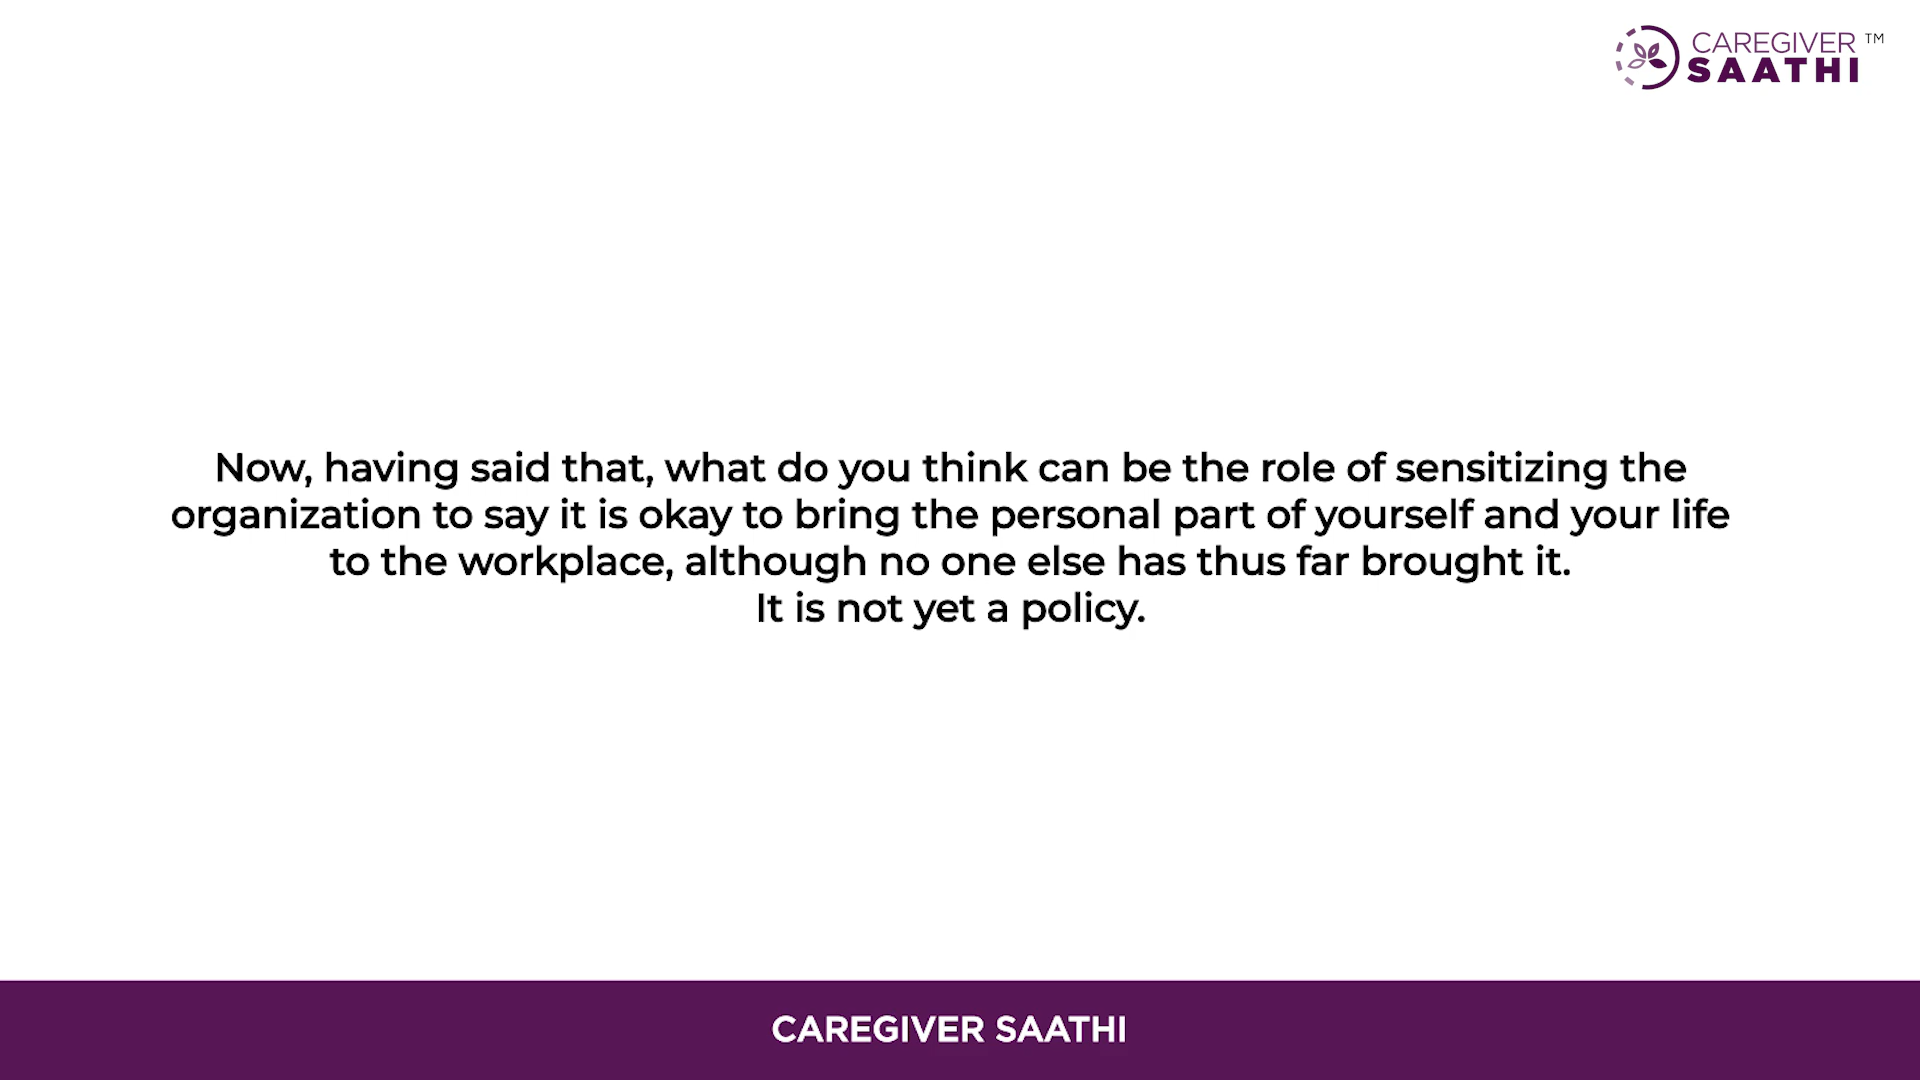 CAREGIVER TM
SAATHI
Now, having said that, what do you think can be the role of sensitizing the
organization to say it is okay to bring the personal part of yourself and your life
to the workplace, although no one else has thus far brought it.
It is not yet a policy.
CAREGIVER SAATHI